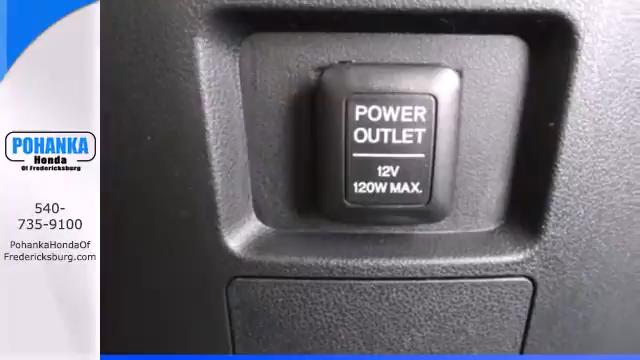 POHANKA
Honda
Of Fredericksburg
540-
735-9100
PohankaHondaOf
Fredericksburg.com
POWER
OUTLET
12V
120W MAX.